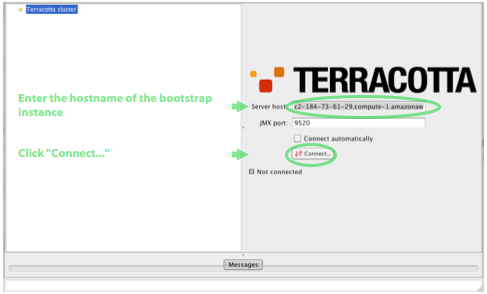 Terracotta cluster
TERRACOTTA
Enter the hostname of the bootstrap
instance
Server host: c2-184-73-61-29.compute-1.amazonaw
JMX port: 9520
Connect automatically
Click "Connect..."
Connect...
Not connected
Messages